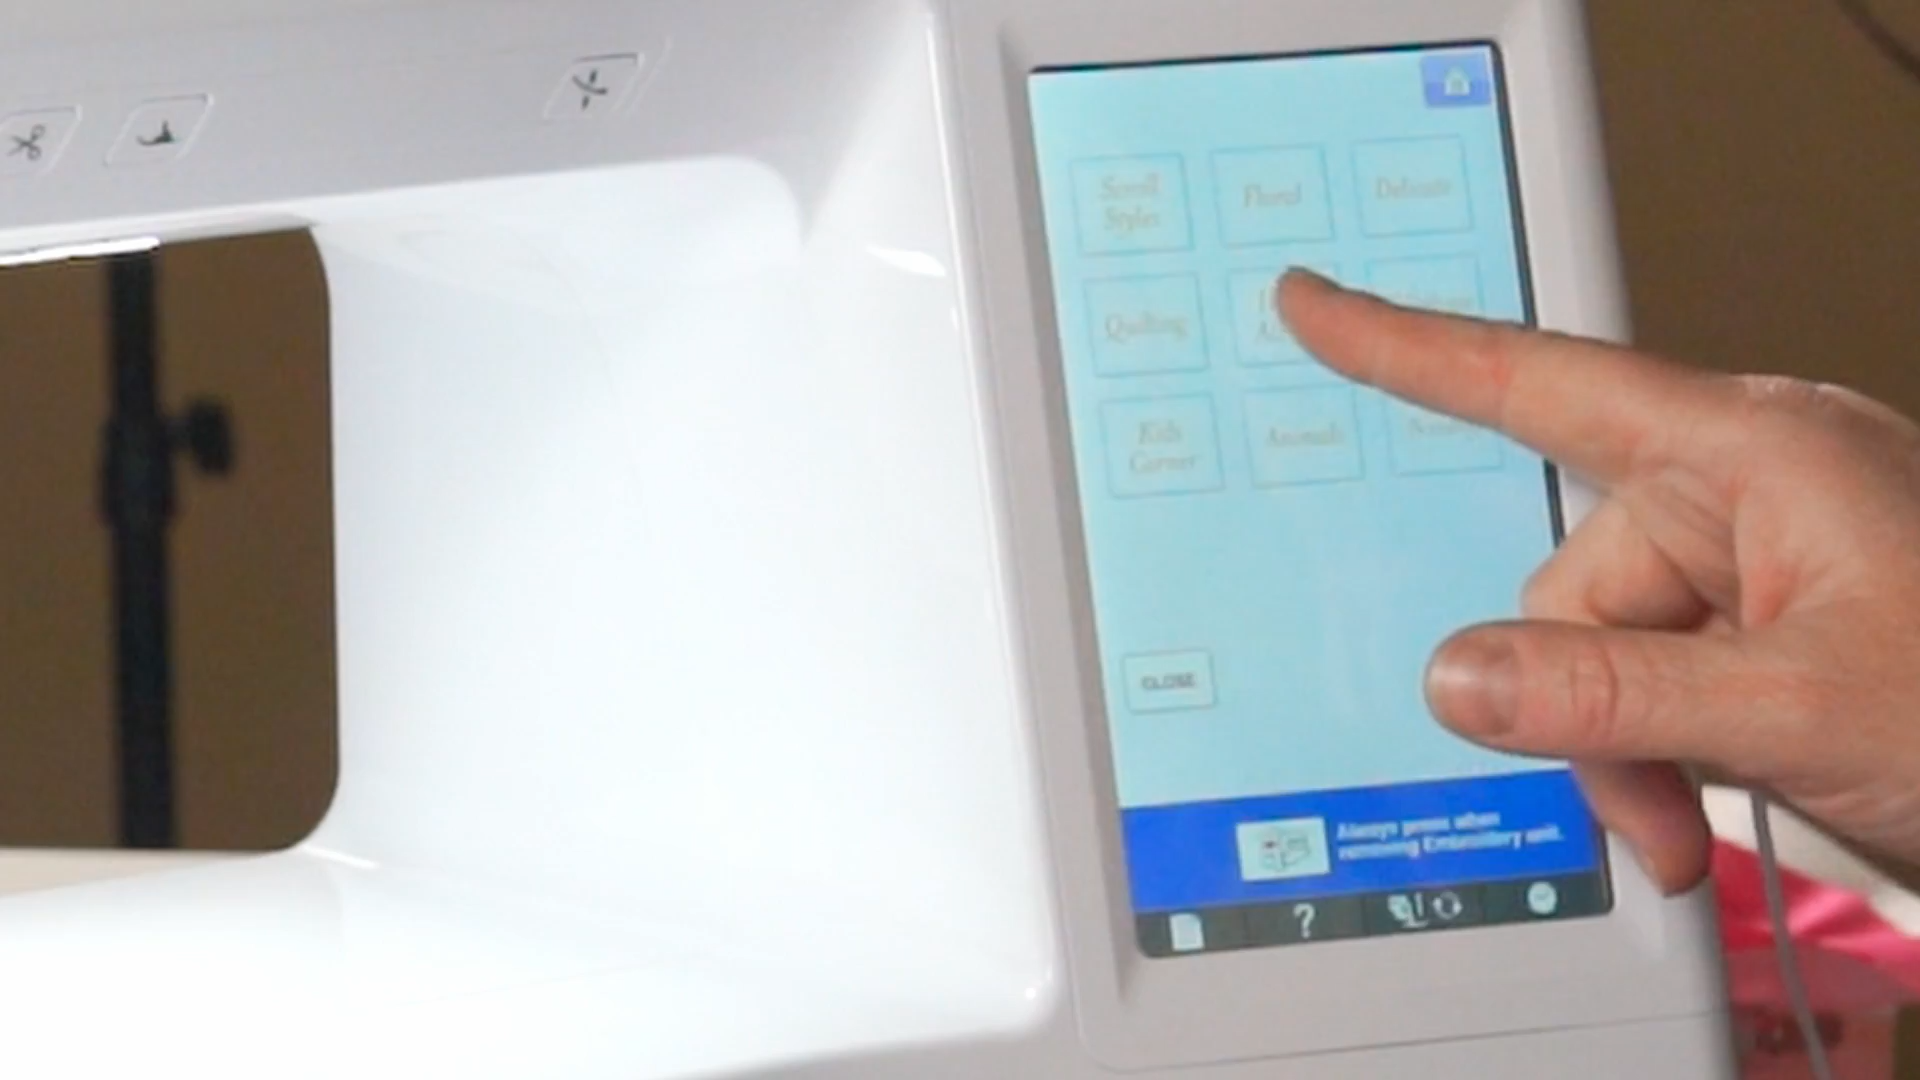 Scroll
Styles
Floral
Delicate
Quilting
Kids
Corner
Animals
CLOSE
Always press when
removing Embroidery unit.
?